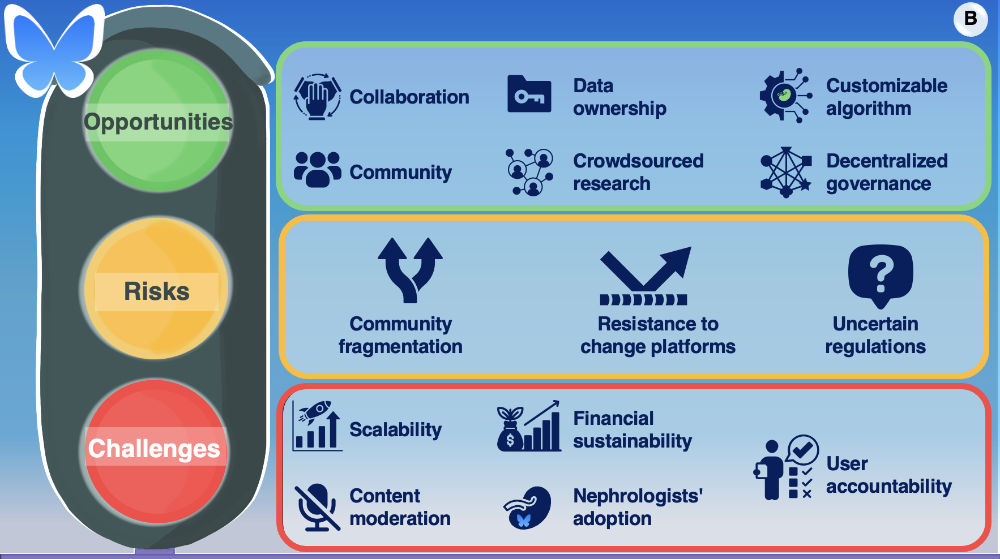 B
Opportunities
Collaboration
Data
ownership
Customizable
algorithm
Community
Crowdsourced
research
Decentralized
governance
Risks
Community
fragmentation
Resistance to
change platforms
Uncertain
regulations
Challenges
Scalability
Financial
sustainability
Content
moderation
Nephrologists'
adoption
User
accountability